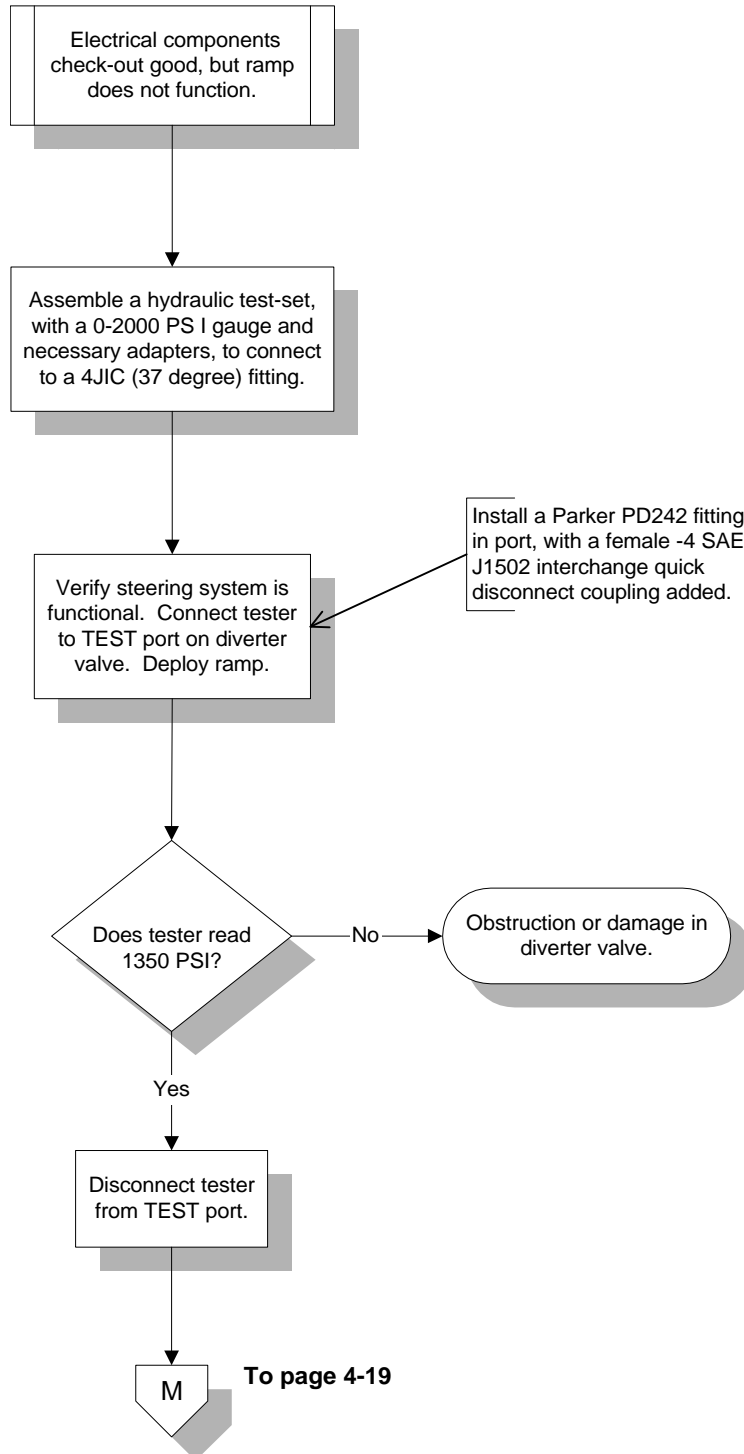 Electrical components
check-out good, but ramp
does not function.
Assemble a hydraulic test-set,
with a 0-2000 PS I gauge and
necessary adapters, to connect
to a 4JIC (37 degree) fitting.
Install a Parker PD242 fitting
in port, with a female -4 SAE
J1502 interchange quick
disconnect coupling added.
Verify steering system is
functional.  Connect tester
to TEST port on diverter
valve.  Deploy ramp.
Does tester read
1350 PSI?
No
Obstruction or damage in
diverter valve.
Yes
Disconnect tester
from TEST port.
M
To page 4-19